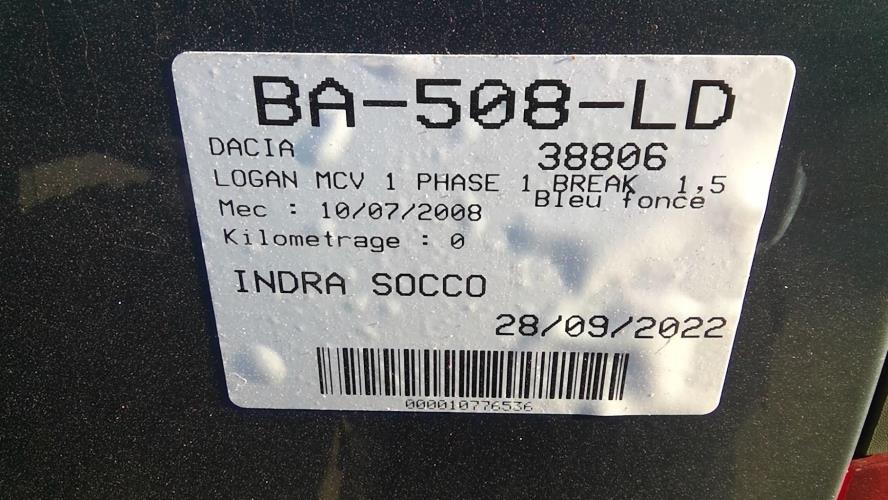 BA-508-LD
DACIA 38806
LOGAN MCV 1 PHASE 1 BREAK 1,5
Mec : 10/07/2008 Bleu fonce
Kilometrage : 0
INDRA SOCCO
28/09/2022
000010776536